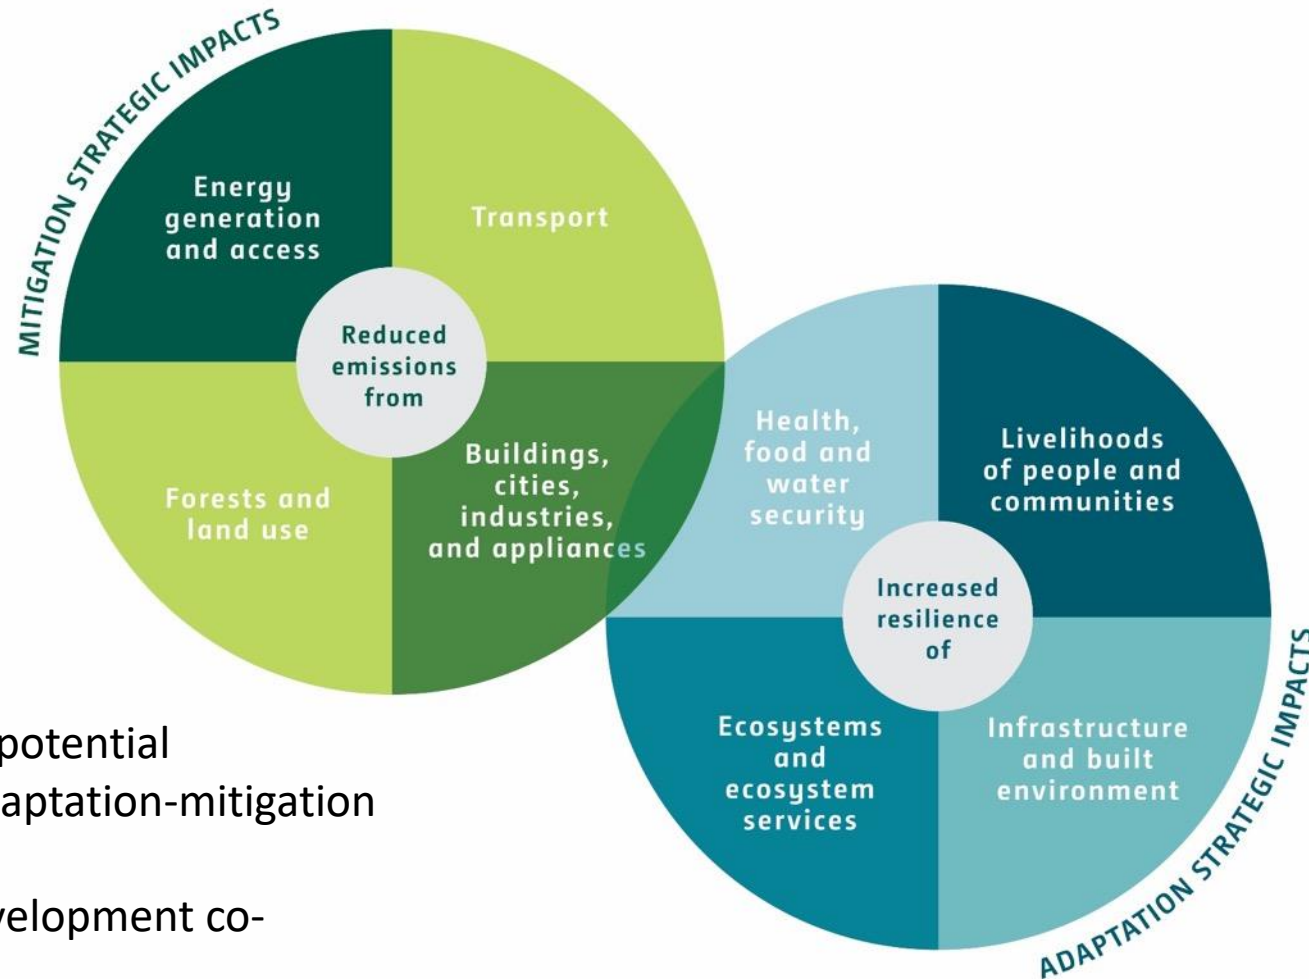 MITIGATION STRATEGIC IMPACTS
Energy
generation
and access
Transport
Reduced
emissions
from
Forests and
land use
Buildings,
cities,
industries,
and appliances
Health,
food and
water
security
Livelihoods
of people and
communities
Increased
resilience
of
Ecosystems
and
ecosystem
services
Infrastructure
and built
environment
ADAPTATION STRATEGIC IMPACTS
potential
aptation-mitigation
velopment co-